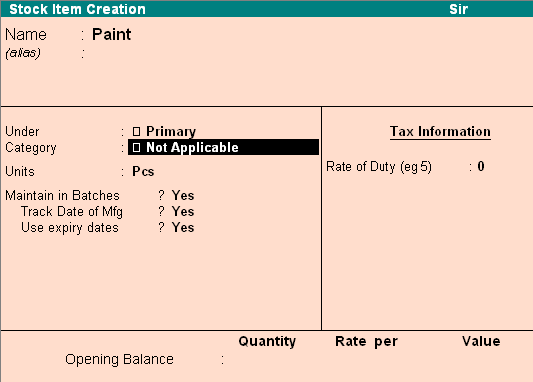 Stock Item Creation Sir
Name : Paint
(alias) :
Under : Primary
Category : Not Applicable
Units : Pcs
Maintain in Batches ? Yes
Track Date of Mfg ? Yes
Use expiry dates ? Yes
Tax Information
Rate of Duty (eg 5) : 0
Quantity Rate per Value
Opening Balance :